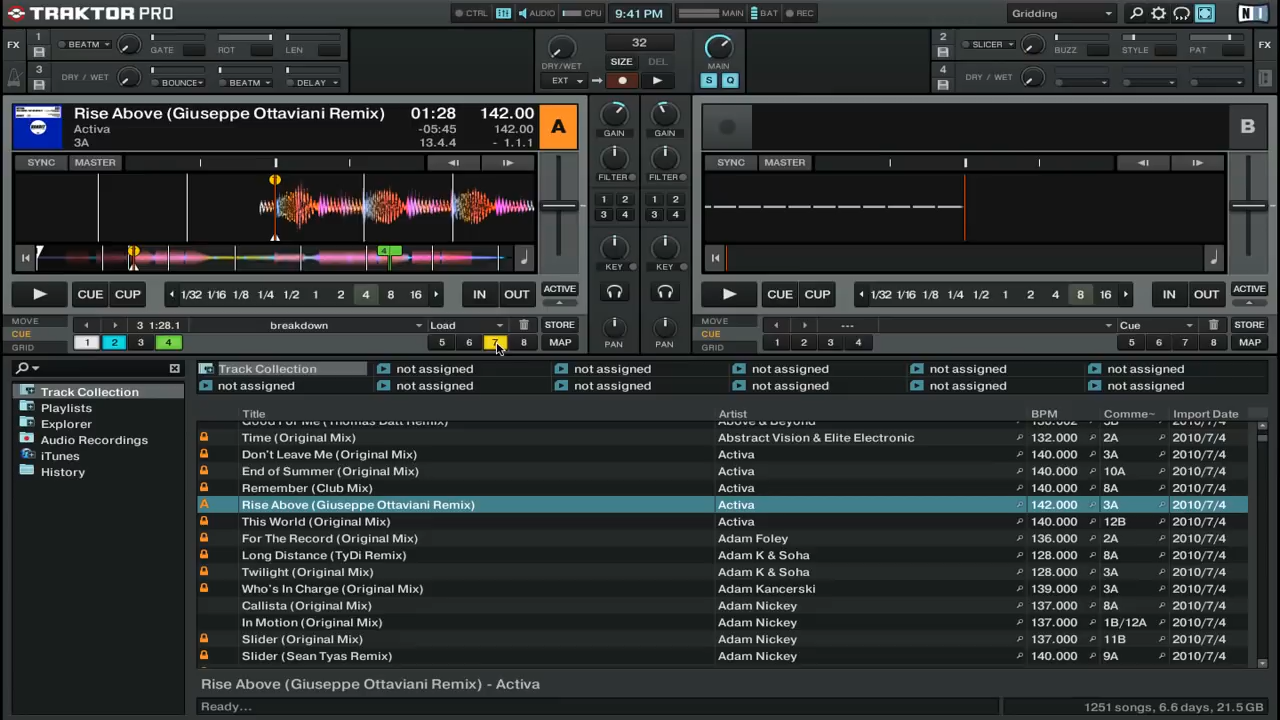 TRAKTOR PRO CTRL AUDIO CPU 9:41 PM MAIN BAT REC Gridding
FX 1 BEATM GATE ROT LEN 32 2 SLICER BUZZ STYLE PAT FX
DRY/WET SIZE DEL MAIN
3 DRY / WET BOUNCE BEATM DELAY EXT S Q 4 DRY / WET
Rise Above (Giuseppe Ottaviani Remix) 01:28 142.00
Activa -05:45 142.00 A GAIN GAIN B
3A 13.4.4 - 1.1.1
SYNC MASTER FILTER FILTER SYNC MASTER
1 2 1 2
3 4 3 4
1 4 KEY KEY
CUE CUP 1/32 1/16 1/8 1/4 1/2 1 2 4 8 16 IN OUT ACTIVE CUE CUP 1/32 1/16 1/8 1/4 1/2 1 2 4 8 16 IN OUT ACTIVE
MOVE 3 1:28.1 breakdown Load STORE MOVE --- Cue STORE
CUE CUE
GRID 1 2 3 4 5 6 7 8 MAP PAN PAN GRID 1 2 3 4 5 6 7 8 MAP
Track Collection not assigned not assigned not assigned not assigned not assigned
not assigned not assigned not assigned not assigned not assigned not assigned
Track Collection
Playlists
Explorer
Audio Recordings
iTunes
History
Title Artist BPM Comme~ Import Date
Good For Me (Thomas Datt Remix) Above & Beyond
Time (Original Mix) Abstract Vision & Elite Electronic 132.000 2A 2010/7/4
Don't Leave Me (Original Mix) Activa 140.000 3A 2010/7/4
End of Summer (Original Mix) Activa 140.000 10A 2010/7/4
Remember (Club Mix) Activa 140.000 8A 2010/7/4
A Rise Above (Giuseppe Ottaviani Remix) Activa 142.000 3A 2010/7/4
This World (Original Mix) Activa 140.000 12B 2010/7/4
For The Record (Original Mix) Adam Foley 136.000 2A 2010/7/4
Long Distance (TyDi Remix) Adam K & Soha 128.000 8A 2010/7/4
Twilight (Original Mix) Adam K & Soha 128.000 3A 2010/7/4
Who's In Charge (Original Mix) Adam Kancerski 139.000 3A 2010/7/4
Callista (Original Mix) Adam Nickey 137.000 8A 2010/7/4
In Motion (Original Mix) Adam Nickey 137.000 1B/12A 2010/7/4
Slider (Original Mix) Adam Nickey 137.000 11B 2010/7/4
Slider (Sean Tyas Remix) Adam Nickey 140.000 9A 2010/7/4
Rise Above (Giuseppe Ottaviani Remix) - Activa
Ready... 1251 songs, 6.6 days, 21.5 GB